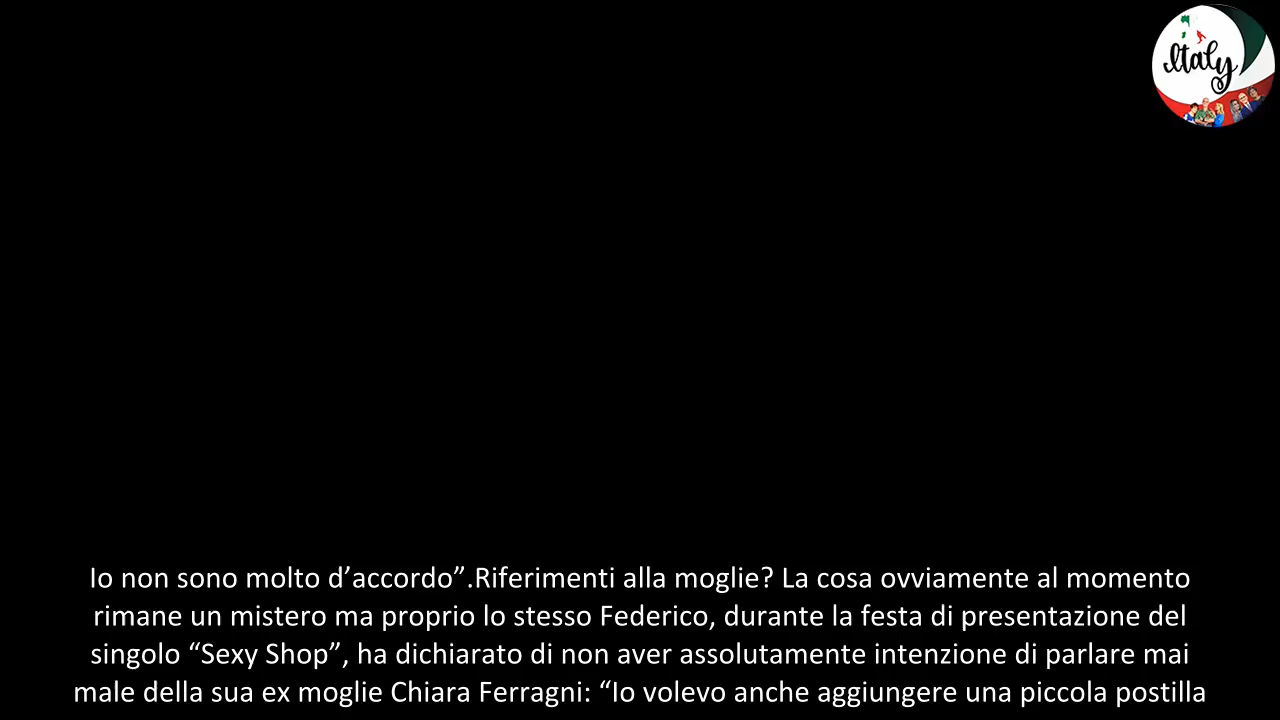 Italy
Io non sono molto d’accordo”.Riferimenti alla moglie? La cosa ovviamente al momento
rimane un mistero ma proprio lo stesso Federico, durante la festa di presentazione del
singolo “Sexy Shop”, ha dichiarato di non aver assolutamente intenzione di parlare mai
male della sua ex moglie Chiara Ferragni: “Io volevo anche aggiungere una piccola postilla